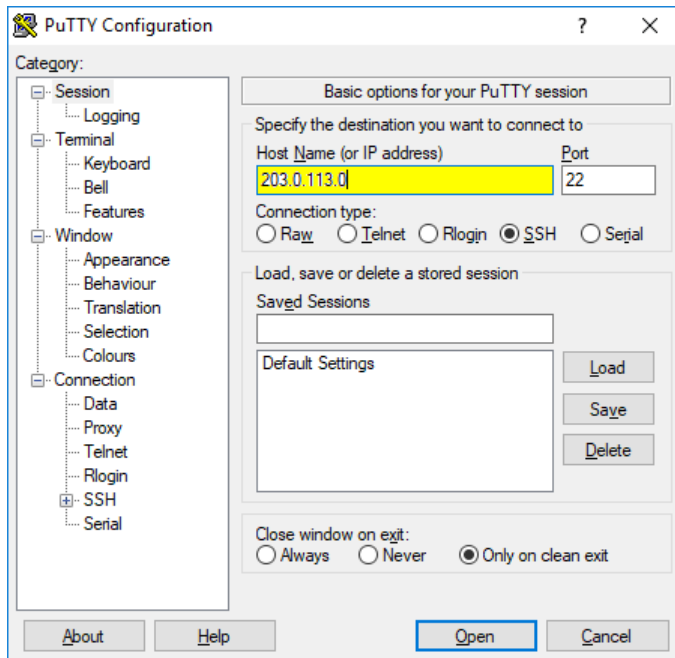 PuTTY Configuration
Category:
Session
Logging
Terminal
Keyboard
Bell
Features
Window
Appearance
Behaviour
Translation
Selection
Colours
Connection
Data
Proxy
Telnet
Rlogin
SSH
Serial
Basic options for your PuTTY session
Specify the destination you want to connect to
Host Name (or IP address) Port
203.0.113.0 22
Connection type:
Raw Telnet Rlogin SSH Serial
Load, save or delete a stored session
Saved Sessions
Default Settings
Load
Save
Delete
Close window on exit:
Always Never Only on clean exit
About Help Open Cancel